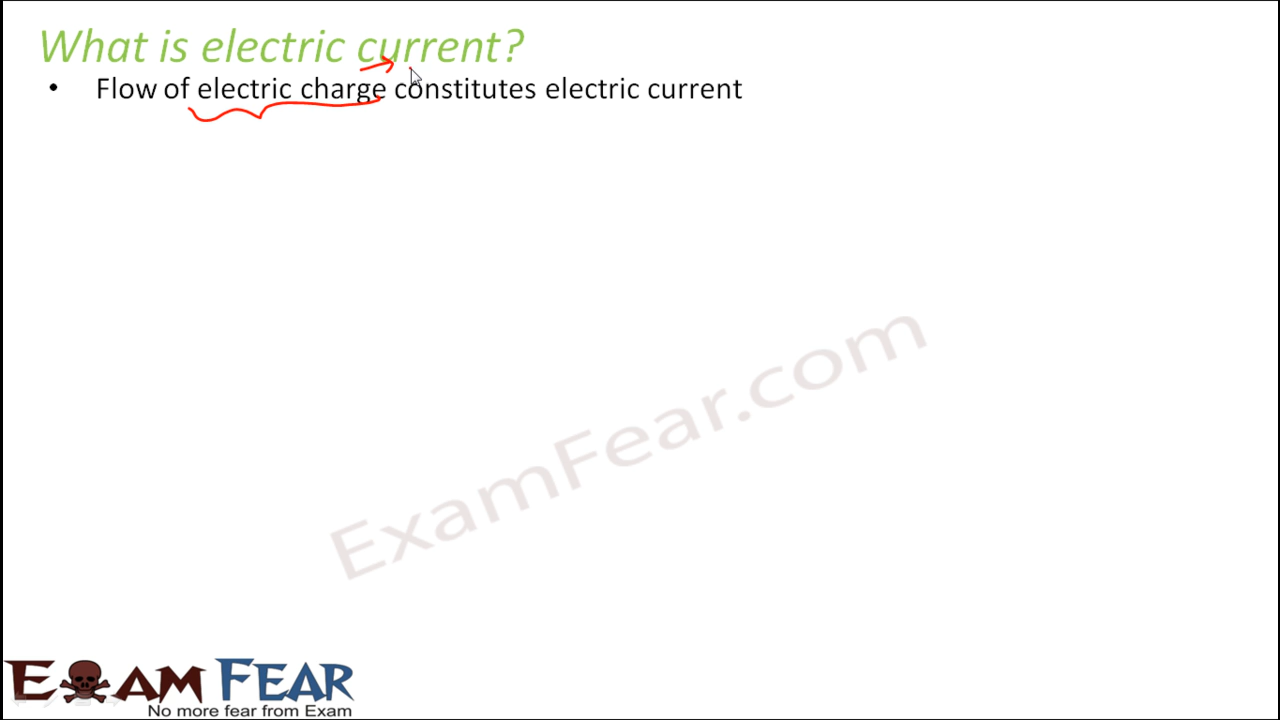 What is electric current?
• Flow of electric charge constitutes electric current
ExamFear.com
EXAM FEAR
No more fear from Exam